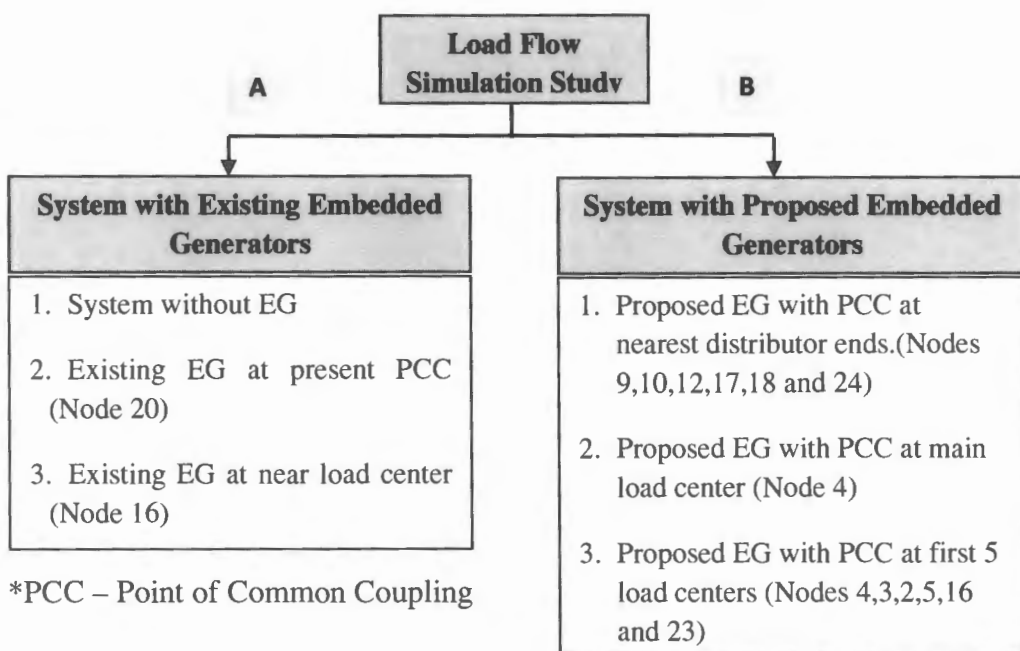 Load Flow
Simulation Study
A
B
System with Existing Embedded
Generators
1. System without EG
2. Existing EG at present PCC
(Node 20)
3. Existing EG at near load center
(Node 16)
*PCC – Point of Common Coupling
System with Proposed Embedded
Generators
1. Proposed EG with PCC at
nearest distributor ends.(Nodes
9,10,12,17,18 and 24)
2. Proposed EG with PCC at main
load center (Node 4)
3. Proposed EG with PCC at first 5
load centers (Nodes 4,3,2,5,16
and 23)